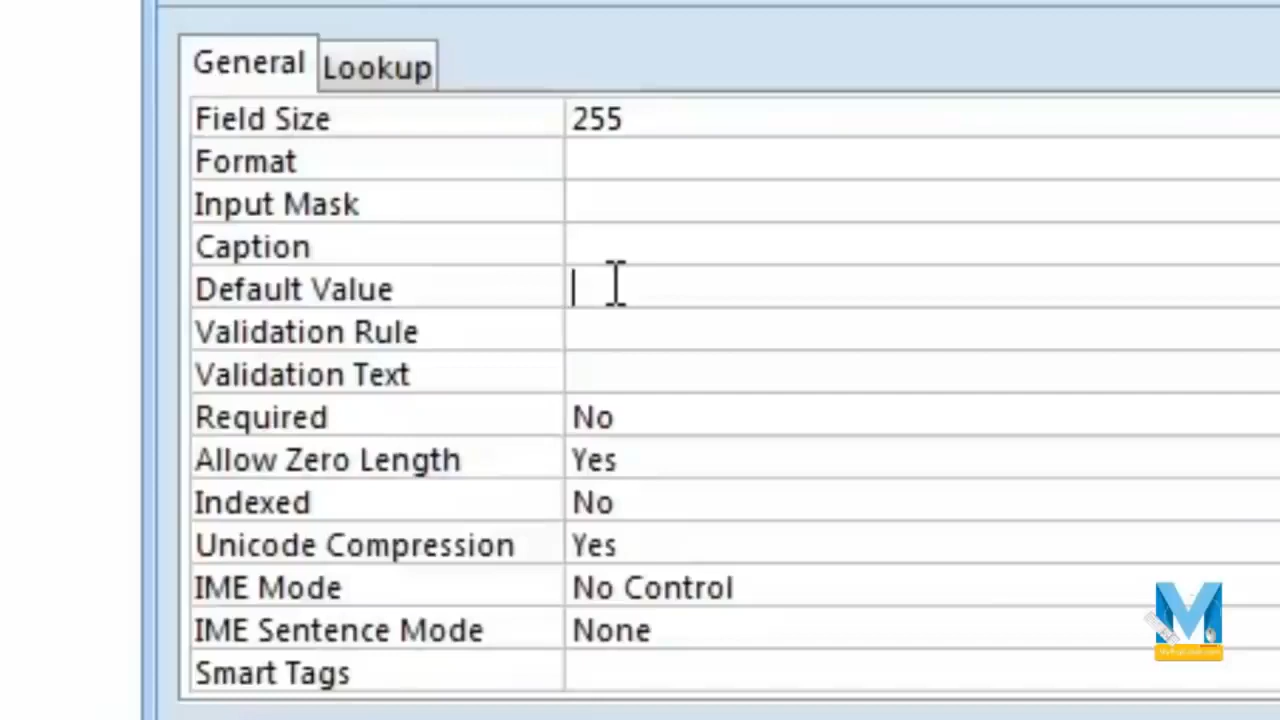 General Lookup
Field Size 255
Format
Input Mask
Caption
Default Value
Validation Rule
Validation Text
Required No
Allow Zero Length Yes
Indexed No
Unicode Compression Yes
IME Mode No Control
IME Sentence Mode None
Smart Tags
M